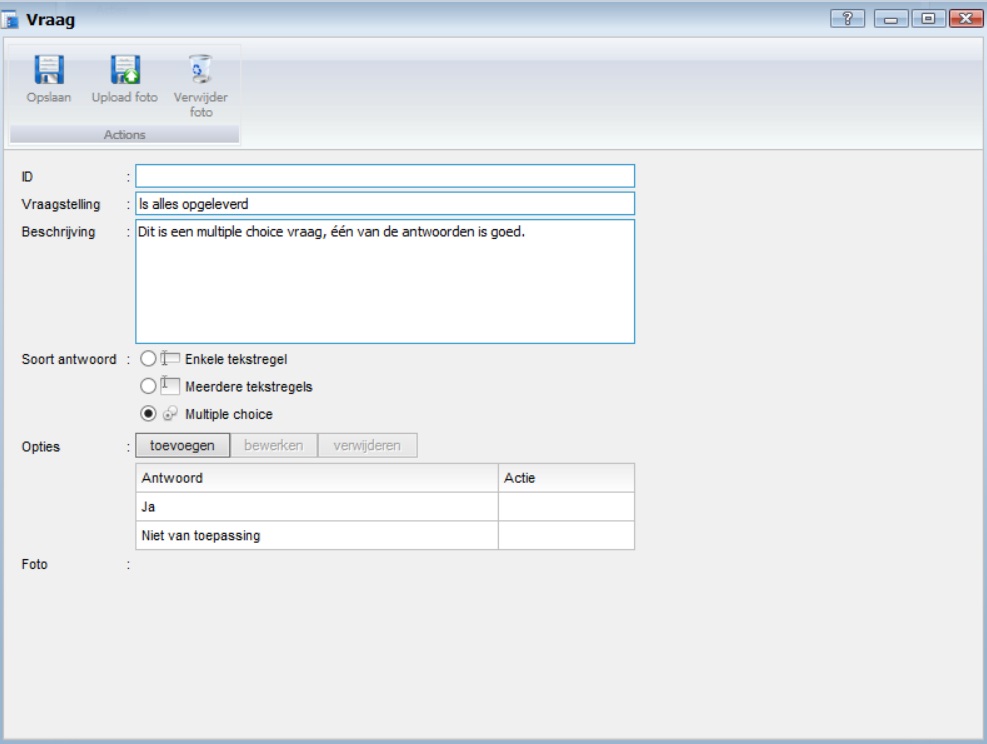 Vraag
Opslaan
Upload foto
Verwijder
foto
Actions
ID :
Vraagstelling : Is alles opgeleverd
Beschrijving : Dit is een multiple choice vraag, één van de antwoorden is goed.
Soort antwoord : Enkele tekstregel
Meerdere tekstregels
Multiple choice
Opties : toevoegen bewerken verwijderen
Antwoord Actie
Ja
Niet van toepassing
Foto :